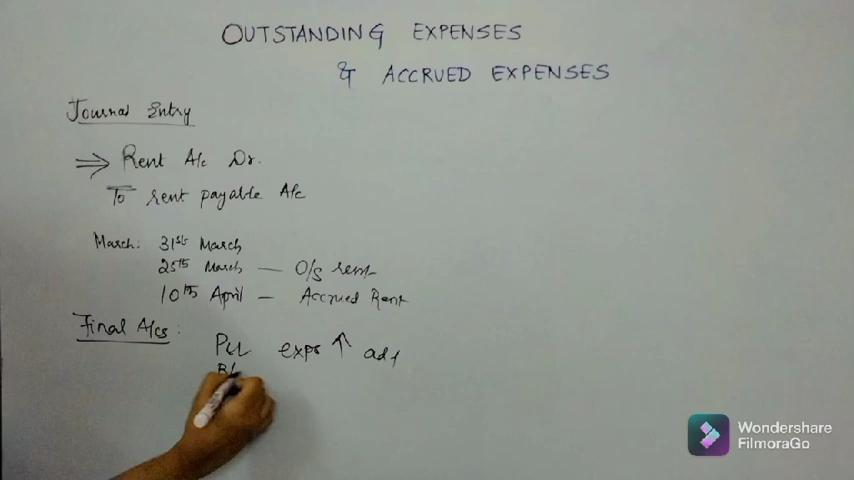 OUTSTANDING EXPENSES
& ACCRUED EXPENSES
Journal Entry
⇒ Rent A/c Dr.
To rent payable A/c
March: 31st March
25th March — O/s rent
10th April — Accrued Rent
Final A/cs :
P&L exps ↑ add
B/
Wondershare
FilmoraGo